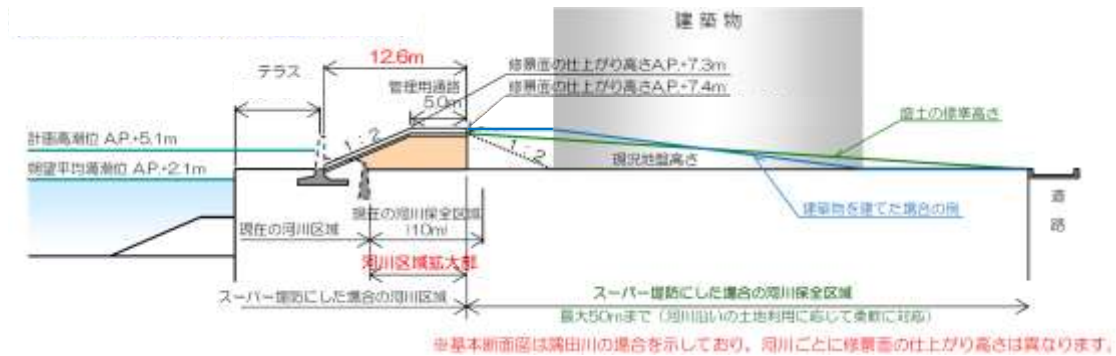 建築物
12.6m
テラス
修景面の仕上がり高さA.P.+7.3m
管理用通路
修景面の仕上がり高さA.P.+7.4m
5.0m
盛土の標準高さ
計画高潮位 A.P.+5.1m
1:2
1:2
現況地盤高さ
朔望平均満潮位 A.P.+2.1m
道路
建築物を建てた場合の例
現在の河川保全区域
(10m)
現在の河川区域
河川区域拡大部
スーパー堤防にした場合の河川区域
スーパー堤防にした場合の河川保全区域
最大50mまで（河川沿いの土地利用に応じて柔軟に対応）
※基本断面図は隅田川の場合を示しており、河川ごとに修景面の仕上がり高さは異なります。